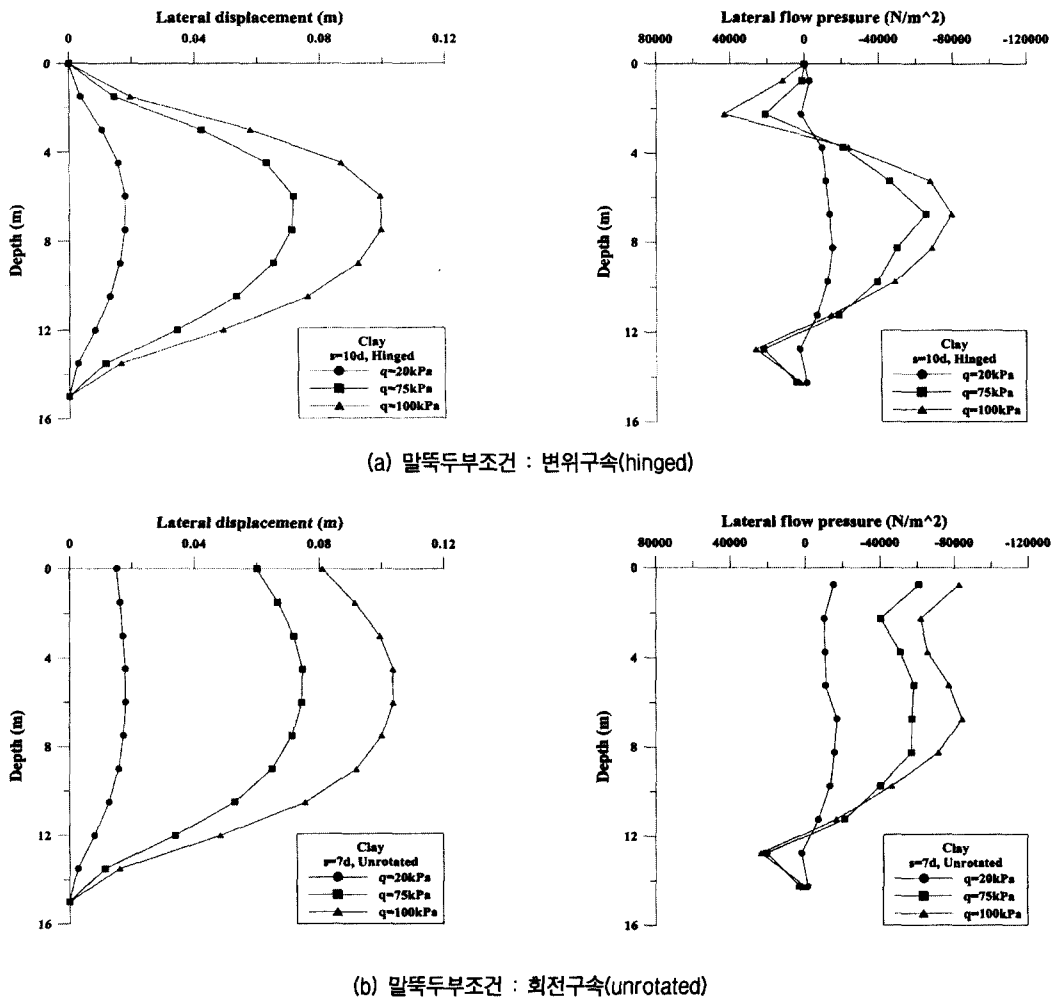 Lateral displacement (m)
0 0.04 0.08 0.12
0
4
8
12
16
Depth (m)
Clay
s=10d, Hinged
q=20kPa
q=75kPa
q=100kPa
Lateral flow pressure (N/m^2)
80000 40000 0 -40000 -80000 -120000
0
4
8
12
16
Depth (m)
Clay
s=10d, Hinged
q=20kPa
q=75kPa
q=100kPa
(a) 말뚝두부조건 : 변위구속(hinged)
Lateral displacement (m)
0 0.04 0.08 0.12
0
4
8
12
16
Depth (m)
Clay
s=7d, Unrotated
q=20kPa
q=75kPa
q=100kPa
Lateral flow pressure (N/m^2)
80000 40000 0 -40000 -80000 -120000
0
4
8
12
16
Depth (m)
Clay
s=7d, Unrotated
q=20kPa
q=75kPa
q=100kPa
(b) 말뚝두부조건 : 회전구속(unrotated)